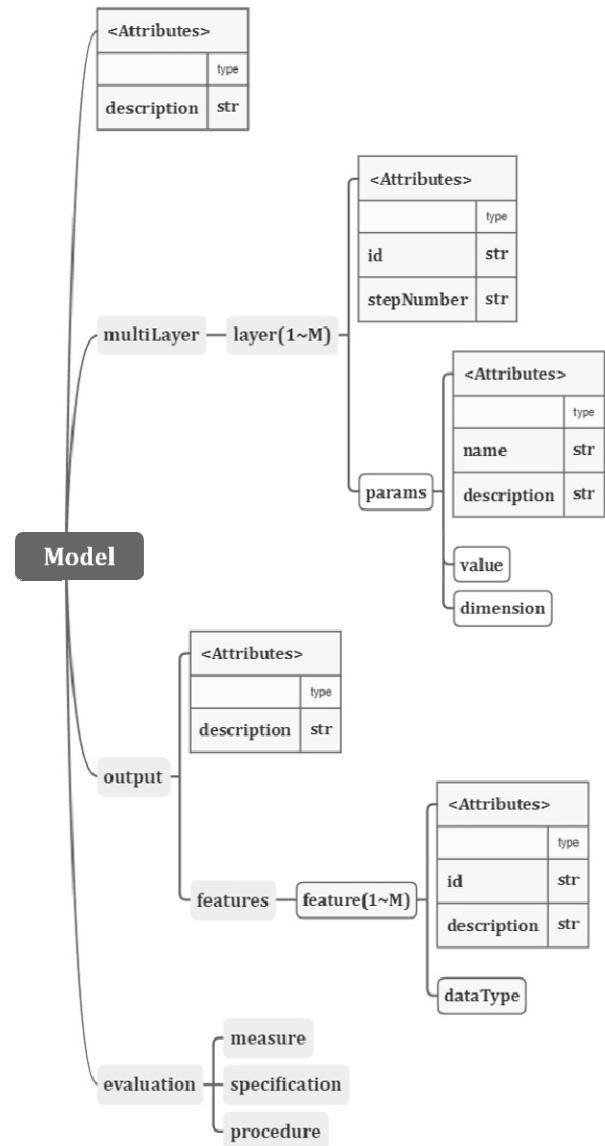 <Attributes>
type
description str
<Attributes>
type
id str
stepNumber str
multiLayer layer(1~M)
<Attributes>
type
name str
description str
params
value
dimension
Model
<Attributes>
type
description str
output
<Attributes>
type
id str
description str
features feature(1~M)
dataType
measure
evaluation specification
procedure